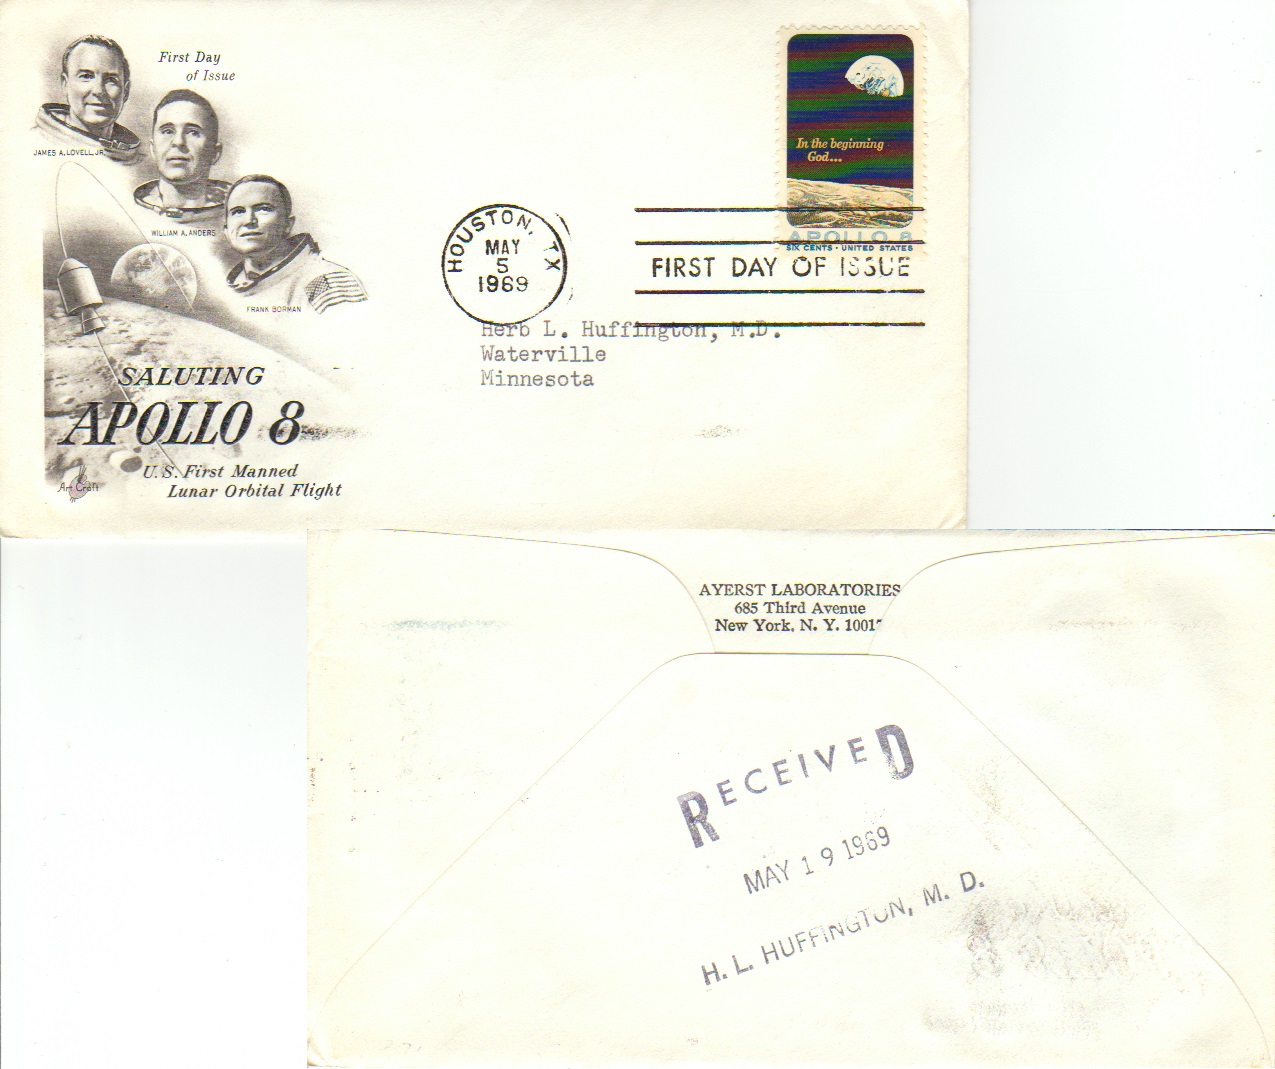 First Day
of Issue
JAMES A. LOVELL, JR.
WILLIAM A. ANDERS
FRANK BORMAN
SALUTING
APOLLO 8
U. S. First Manned
Lunar Orbital Flight
Art Craft
In the beginning
God...
APOLLO 8
SIX CENTS · UNITED STATES
HOUSTON, TX
MAY
5
1969
FIRST DAY OF ISSUE
Herb L. Huffington, M.D.
Waterville
Minnesota
AYERST LABORATORIES
685 Third Avenue
New York, N. Y.
RECEIVED
MAY 19 1969
H. L. HUFFINGTON, M. D.